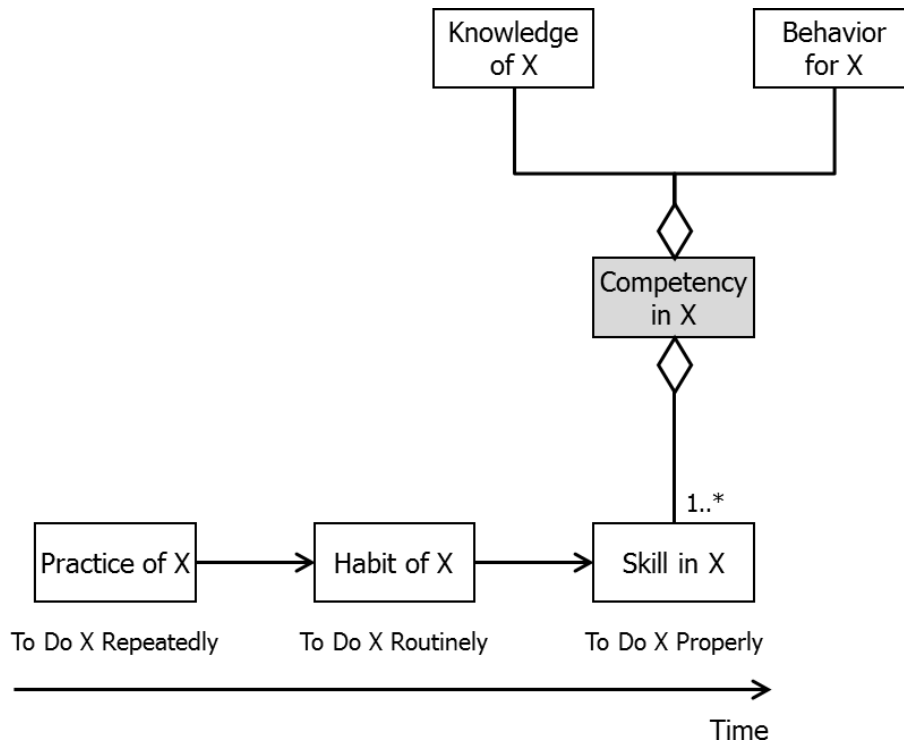 Knowledge
of X
Behavior
for X
Competency
in X
1..*
Practice of X
Habit of X
Skill in X
To Do X Repeatedly
To Do X Routinely
To Do X Properly
Time